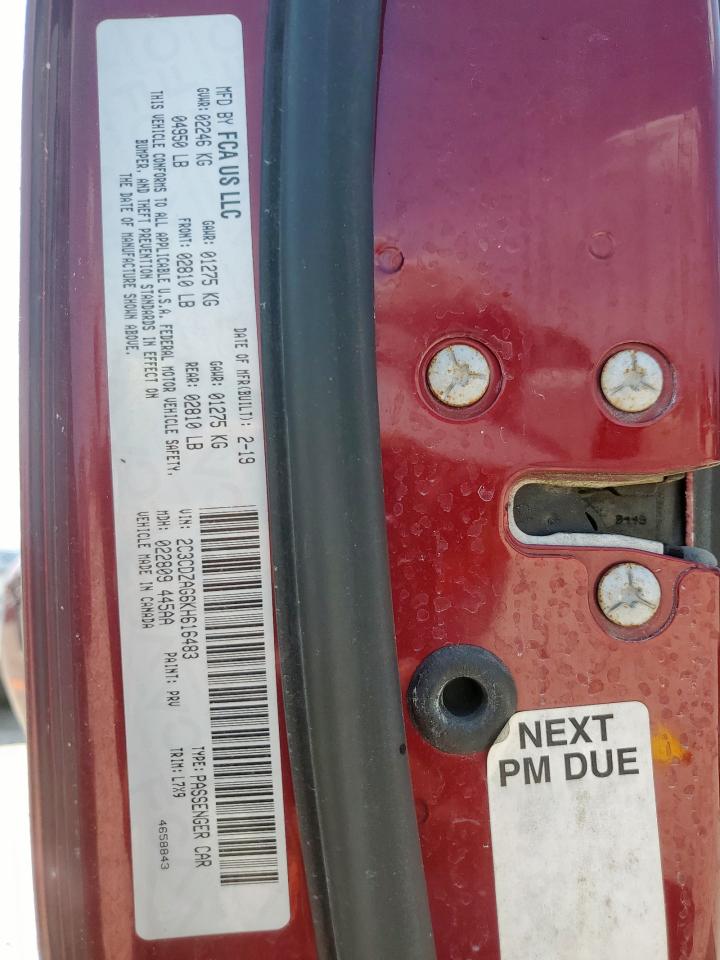 MFD BY FCA US LLC
DATE OF MFR(BUILT): 2-19
GVWR: 02246 KG
GAWR: 01275 KG
GAWR: 01275 KG
04950 LB
FRONT: 02810 LB
REAR: 02810 LB
THIS VEHICLE CONFORMS TO ALL APPLICABLE U.S.A. FEDERAL MOTOR VEHICLE SAFETY,
BUMPER, AND THEFT PREVENTION STANDARDS IN EFFECT ON
THE DATE OF MANUFACTURE SHOWN ABOVE.
VIN: 2C3CDZAG6KH616483
TYPE: PASSENGER CAR
MDH: 022809 445AA
PAINT: PRV
TRIM: L7X9
VEHICLE MADE IN CANADA
4658843
NEXT
PM DUE